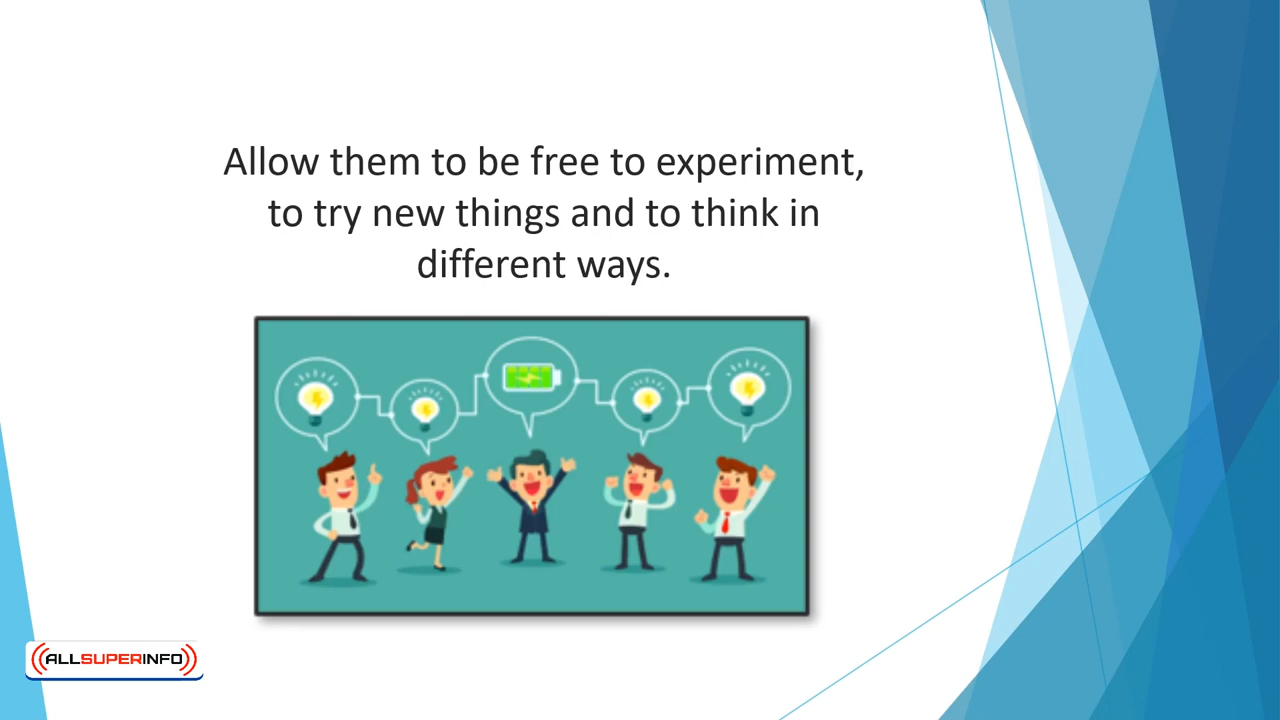 Allow them to be free to experiment,
to try new things and to think in
different ways.
ALLSUPERINFO